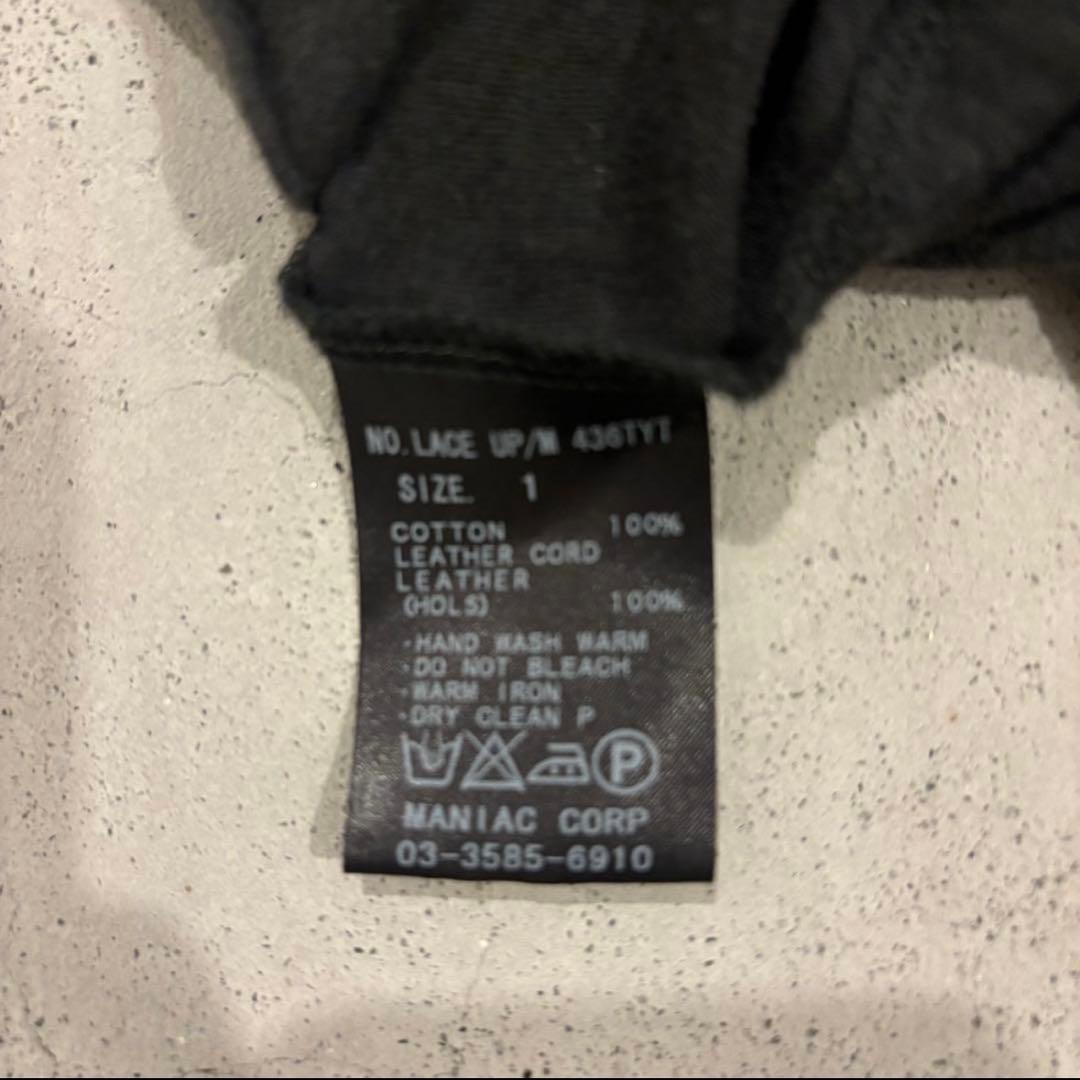 NO.LACE UP/M 436TYT
SIZE. 1
COTTON 100%
LEATHER CORD
LEATHER
(HOLS) 100%
·HAND WASH WARM
·DO NOT BLEACH
·WARM IRON
·DRY CLEAN P
P
MANIAC CORP
03-3585-6910